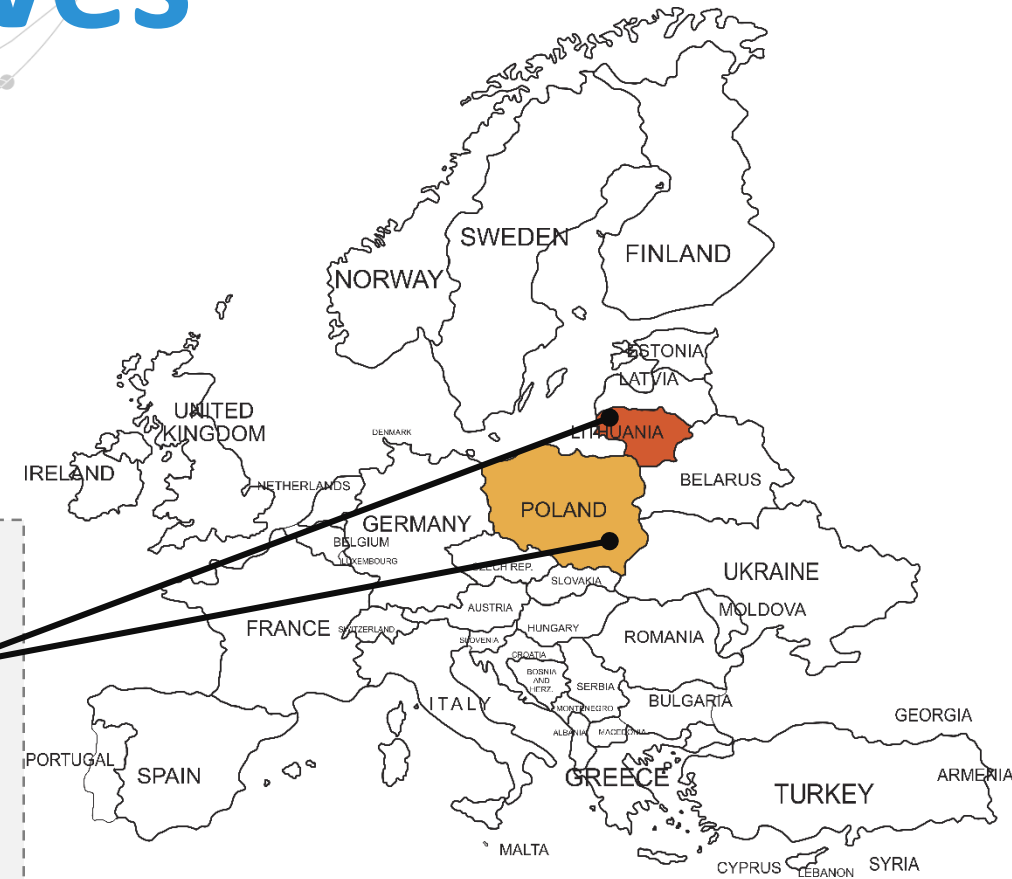 SWEDEN
FINLAND
NORWAY
ESTONIA
LATVIA
UNITED
KINGDOM
DENMARK
LITHUANIA
IRELAND
NETHERLANDS
BELARUS
POLAND
GERMANY
BELGIUM
LUXEMBOURG
CZECH REP.
UKRAINE
SLOVAKIA
AUSTRIA
MOLDOVA
FRANCE
SWITZERLAND
HUNGARY
ROMANIA
SLOVENIA
CROATIA
BOSNIA
AND
HERZ.
SERBIA
BULGARIA
ITALY
MONTENEGRO
GEORGIA
ALBANIA
MACEDONIA
PORTUGAL
SPAIN
GREECE
ARMENIA
TURKEY
MALTA
CYPRUS
LEBANON
SYRIA